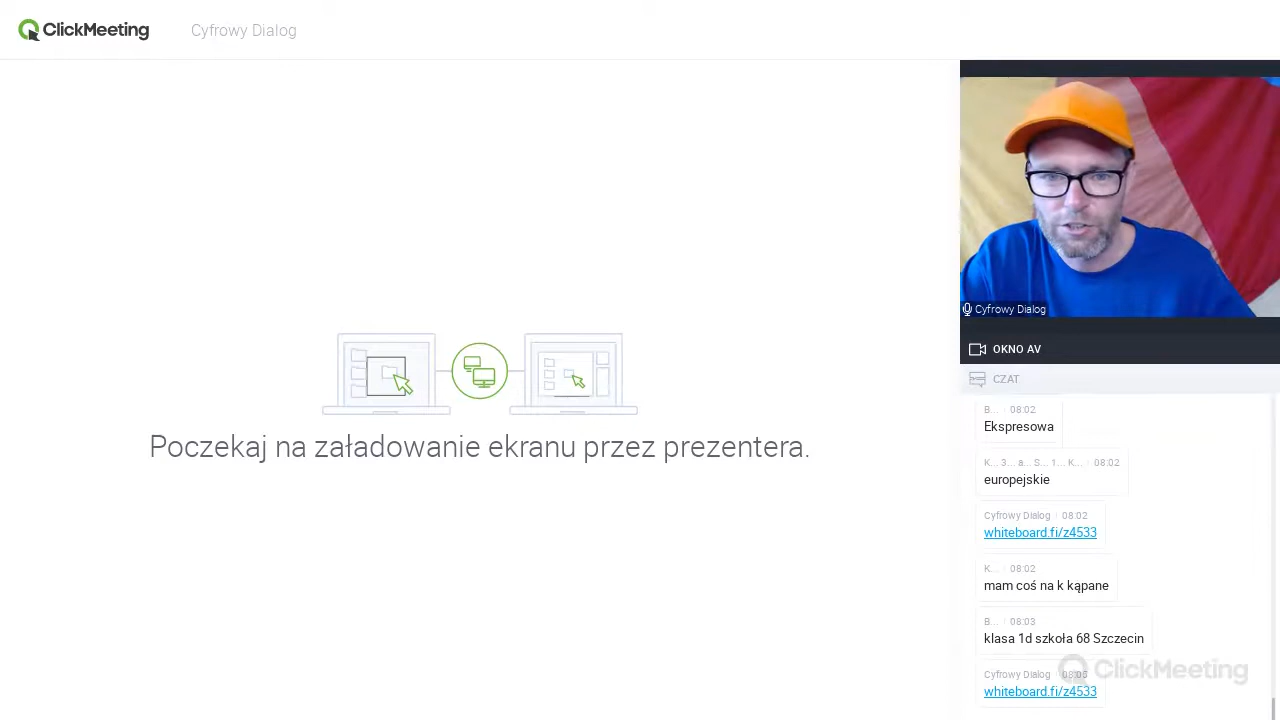 ClickMeeting
Cyfrowy Dialog
Poczekaj na załadowanie ekranu przez prezentera.
Cyfrowy Dialog
OKNO AV
CZAT
B... 08:02
Ekspresowa
K... 3... a... S... 1... K... 08:02
europejskie
Cyfrowy Dialog 08:02
whiteboard.fi/z4533
K... 08:02
mam coś na k kąpane
B... 08:03
klasa 1d szkoła 68 Szczecin
Cyfrowy Dialog
whiteboard.fi/z4533
ClickMeeting